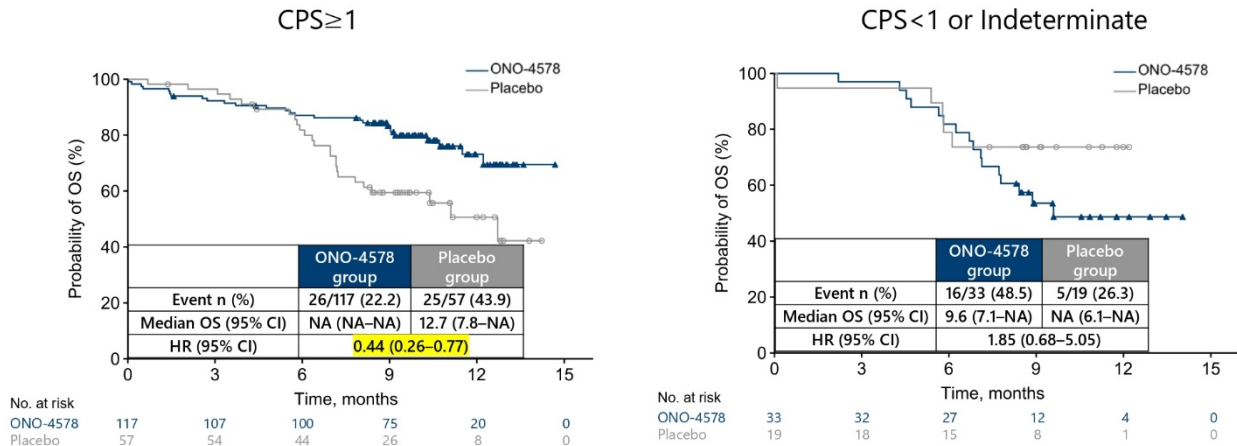 CPS≥1
ONO-4578
Placebo
Probability of OS (%)
100
80
60
40
20
0
ONO-4578 group Placebo group
Event n (%) 26/117 (22.2) 25/57 (43.9)
Median OS (95% CI) NA (NA–NA) 12.7 (7.8–NA)
HR (95% CI) 0.44 (0.26–0.77)
0 3 6 9 12 15
Time, months
No. at risk
ONO-4578 117 107 100 75 20 0
Placebo 57 54 44 26 8 0
CPS<1 or Indeterminate
ONO-4578
Placebo
Probability of OS (%)
100
80
60
40
20
0
ONO-4578 group Placebo group
Event n (%) 16/33 (48.5) 5/19 (26.3)
Median OS (95% CI) 9.6 (7.1–NA) NA (6.1–NA)
HR (95% CI) 1.85 (0.68–5.05)
0 3 6 9 12 15
Time, months
No. at risk
ONO-4578 33 32 27 12 4 0
Placebo 19 18 15 8 1 0